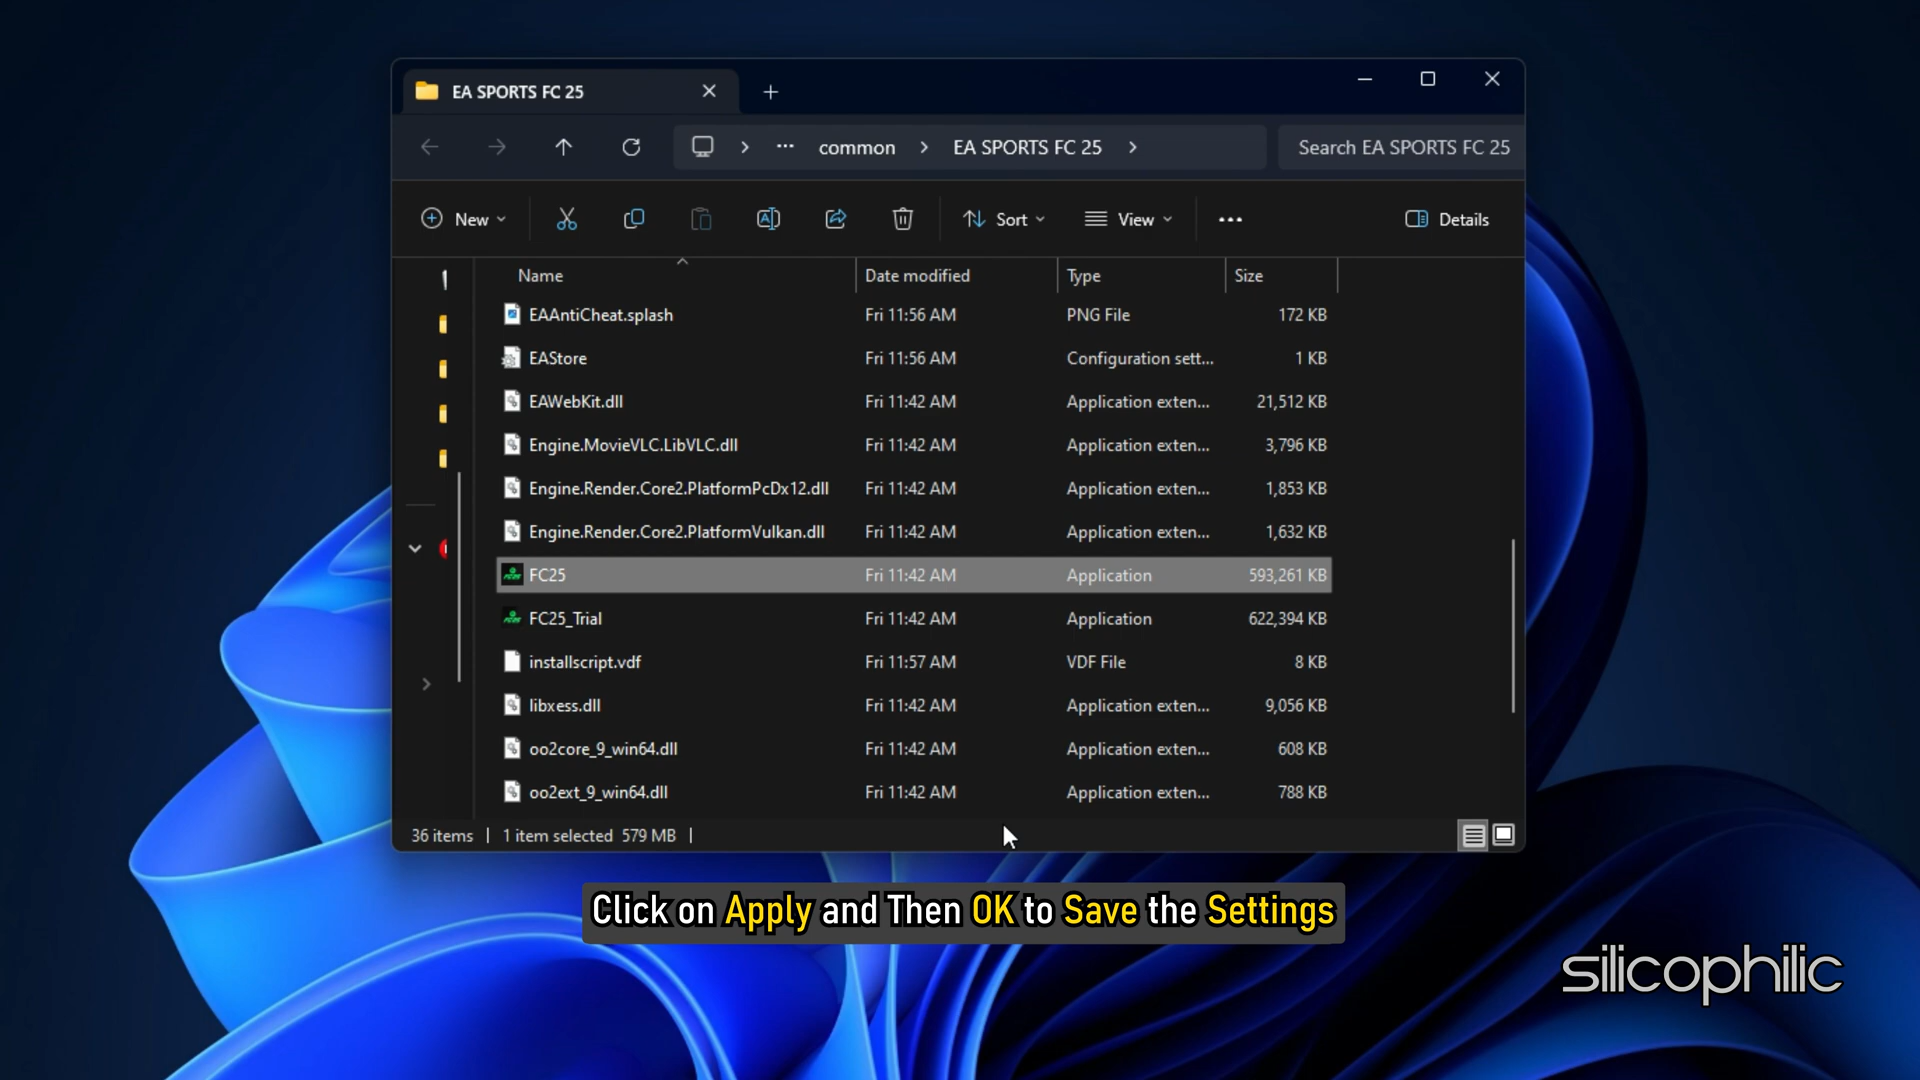 EA SPORTS FC 25
common
EA SPORTS FC 25
Search EA SPORTS FC 25
New
Sort
View
Details
Name Date modified Type Size
EAAntiCheat.splash Fri 11:56 AM PNG File 172 KB
EAStore Fri 11:56 AM Configuration sett... 1 KB
EAWebKit.dll Fri 11:42 AM Application exten... 21,512 KB
Engine.MovieVLC.LibVLC.dll Fri 11:42 AM Application exten... 3,796 KB
Engine.Render.Core2.PlatformPcDx12.dll Fri 11:42 AM Application exten... 1,853 KB
Engine.Render.Core2.PlatformVulkan.dll Fri 11:42 AM Application exten... 1,632 KB
FC25 Fri 11:42 AM Application 593,261 KB
FC25_Trial Fri 11:42 AM Application 622,394 KB
installscript.vdf Fri 11:57 AM VDF File 8 KB
libxess.dll Fri 11:42 AM Application exten... 9,056 KB
oo2core_9_win64.dll Fri 11:42 AM Application exten... 608 KB
oo2ext_9_win64.dll Fri 11:42 AM Application exten... 788 KB
36 items | 1 item selected 579 MB |
Click on Apply and Then OK to Save the Settings
silicophilic